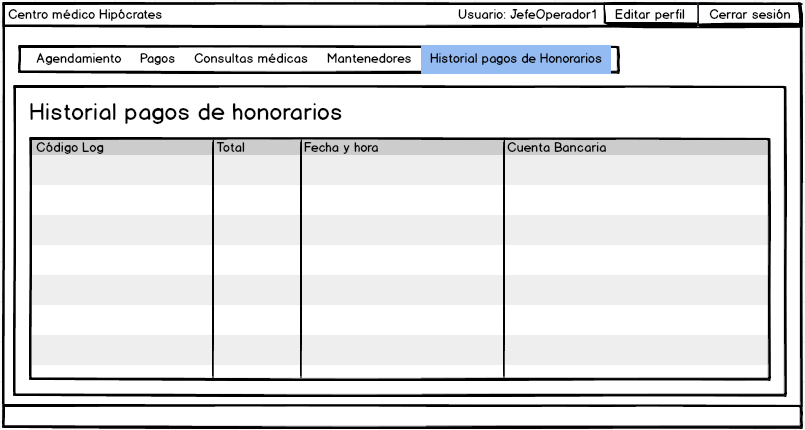 Centro médico Hipócrates Usuario: JefeOperador1 Editar perfil Cerrar sesión
Agendamiento Pagos Consultas médicas Mantenedores Historial pagos de Honorarios
Historial pagos de honorarios
Código Log Total Fecha y hora Cuenta Bancaria